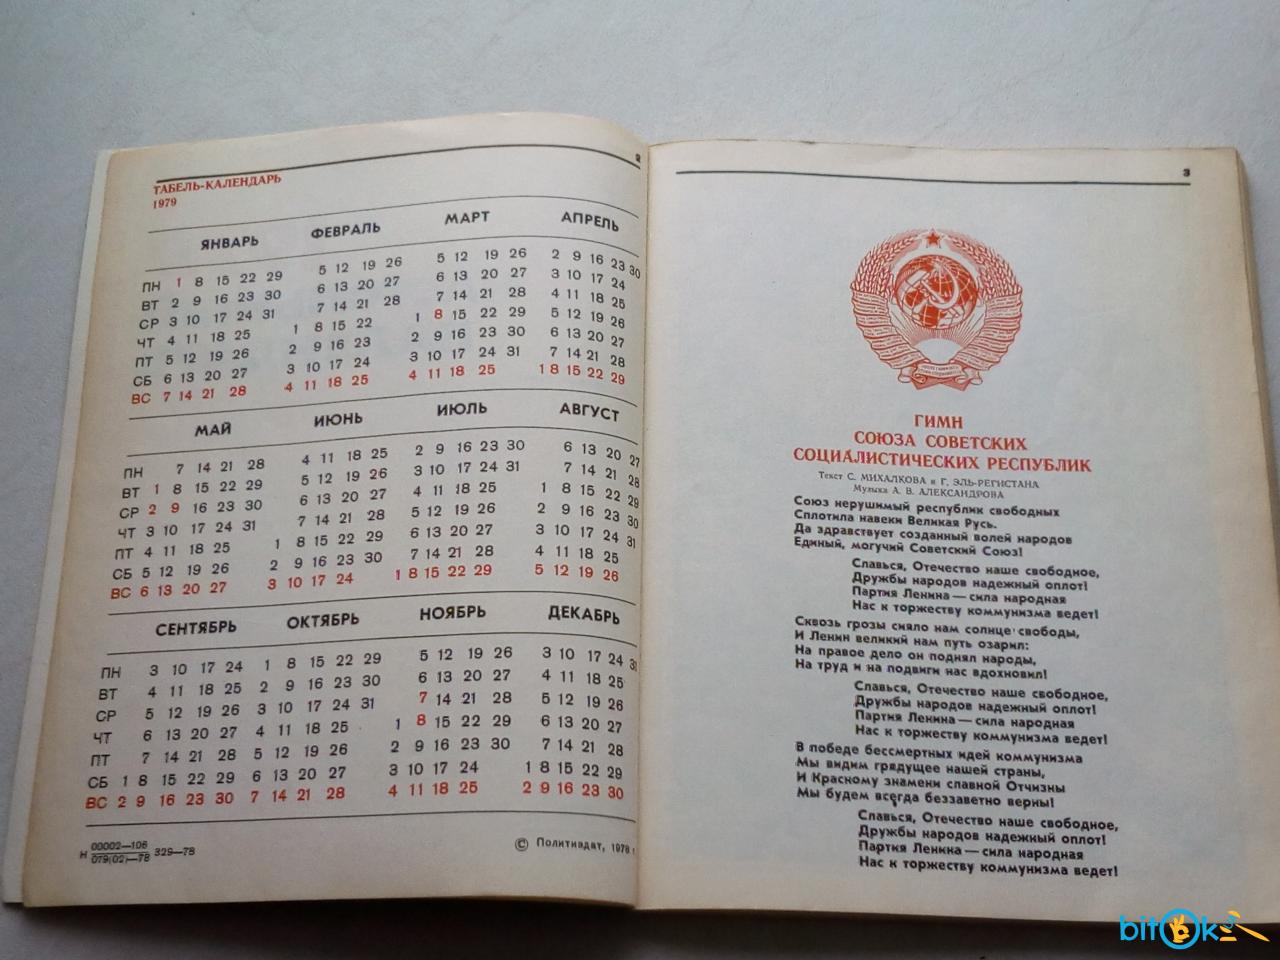 2
ТАБЕЛЬ-КАЛЕНДАРЬ
1979
ЯНВАРЬ ФЕВРАЛЬ МАРТ АПРЕЛЬ
ПН 1 8 15 22 29 5 12 19 26 5 12 19 26 2 9 16 23 30
ВТ 2 9 16 23 30 6 13 20 27 6 13 20 27 3 10 17 24
СР 3 10 17 24 31 7 14 21 28 7 14 21 28 4 11 18 25
ЧТ 4 11 18 25 1 8 15 22 1 8 15 22 29 5 12 19 26
ПТ 5 12 19 26 2 9 16 23 2 9 16 23 30 6 13 20 27
СБ 6 13 20 27 3 10 17 24 3 10 17 24 31 7 14 21 28
ВС 7 14 21 28 4 11 18 25 4 11 18 25 1 8 15 22 29
МАЙ ИЮНЬ ИЮЛЬ АВГУСТ
ПН 7 14 21 28 4 11 18 25 2 9 16 23 30 6 13 20 27
ВТ 1 8 15 22 29 5 12 19 26 3 10 17 24 31 7 14 21 28
СР 2 9 16 23 30 6 13 20 27 4 11 18 25 1 8 15 22 29
ЧТ 3 10 17 24 31 7 14 21 28 5 12 19 26 2 9 16 23 30
ПТ 4 11 18 25 1 8 15 22 29 6 13 20 27 3 10 17 24 31
СБ 5 12 19 26 2 9 16 23 30 7 14 21 28 4 11 18 25
ВС 6 13 20 27 3 10 17 24 1 8 15 22 29 5 12 19 26
СЕНТЯБРЬ ОКТЯБРЬ НОЯБРЬ ДЕКАБРЬ
ПН 3 10 17 24 1 8 15 22 29 5 12 19 26 3 10 17 24 31
ВТ 4 11 18 25 2 9 16 23 30 6 13 20 27 4 11 18 25
СР 5 12 19 26 3 10 17 24 31 7 14 21 28 5 12 19 26
ЧТ 6 13 20 27 4 11 18 25 1 8 15 22 29 6 13 20 27
ПТ 7 14 21 28 5 12 19 26 2 9 16 23 30 7 14 21 28
СБ 1 8 15 22 29 6 13 20 27 3 10 17 24 1 8 15 22 29
ВС 2 9 16 23 30 7 14 21 28 4 11 18 25 2 9 16 23 30
Н 00002—106
079(02)—78 329—78
© Политиздат, 1978 г.
3
ГИМН
СОЮЗА СОВЕТСКИХ
СОЦИАЛИСТИЧЕСКИХ РЕСПУБЛИК
Текст С. МИХАЛКОВА и Г. ЭЛЬ-РЕГИСТАНА
Музыка А. В. АЛЕКСАНДРОВА
Союз нерушимый республик свободных
Сплотила навеки Великая Русь.
Да здравствует созданный волей народов
Единый, могучий Советский Союз!
Славься, Отечество наше свободное,
Дружбы народов надежный оплот!
Партия Ленина — сила народная
Нас к торжеству коммунизма ведет!
Сквозь грозы сияло нам солнце свободы,
И Ленин великий нам путь озарил:
На правое дело он поднял народы,
На труд и на подвиги нас вдохновил!
Славься, Отечество наше свободное,
Дружбы народов надежный оплот!
Партия Ленина — сила народная
Нас к торжеству коммунизма ведет!
В победе бессмертных идей коммунизма
Мы видим грядущее нашей страны,
И Красному знамени славной Отчизны
Мы будем всегда беззаветно верны!
Славься, Отечество наше свободное,
Дружбы народов надежный оплот!
Партия Ленина — сила народная
Нас к торжеству коммунизма ведет!
bitOk